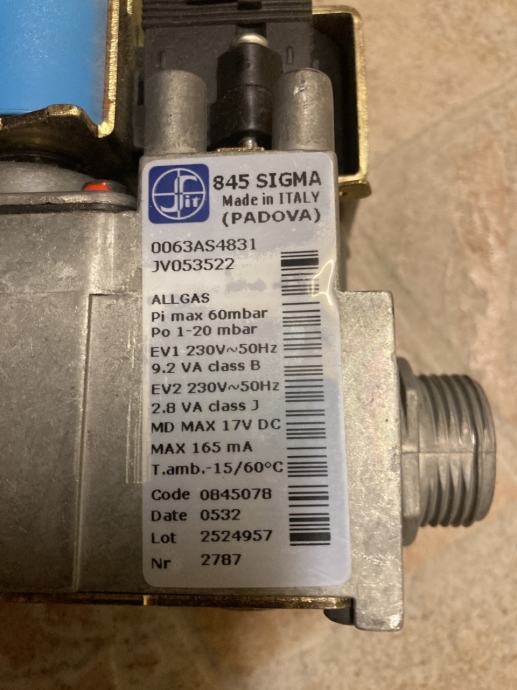 Sit
845 SIGMA
Made in ITALY
(PADOVA)
0063AS4831
JV053522
ALLGAS
Pi max 60mbar
Po 1-20 mbar
EV1 230V~50Hz
9.2 VA class B
EV2 230V~50Hz
2.8 VA class J
MD MAX 17V DC
MAX 165 mA
T.amb.-15/60°C
Code 0845078
Date 0532
Lot 2524957
Nr 2787